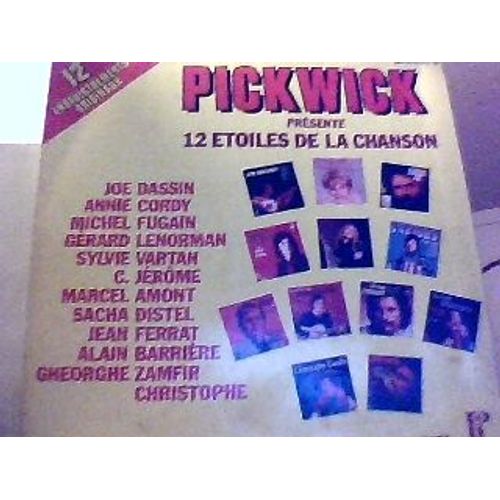 12
ENREGISTREMENTS
ORIGINAUX
PICKWICK
PRÉSENTE
12 ETOILES DE LA CHANSON
JOE DASSIN
ANNIE CORDY
MICHEL FUGAIN
GERARD LENORMAN
SYLVIE VARTAN
C. JÉRÔME
MARCEL AMONT
SACHA DISTEL
JEAN FERRAT
ALAIN BARRIÈRE
GHEORGHE ZAMFIR
CHRISTOPHE